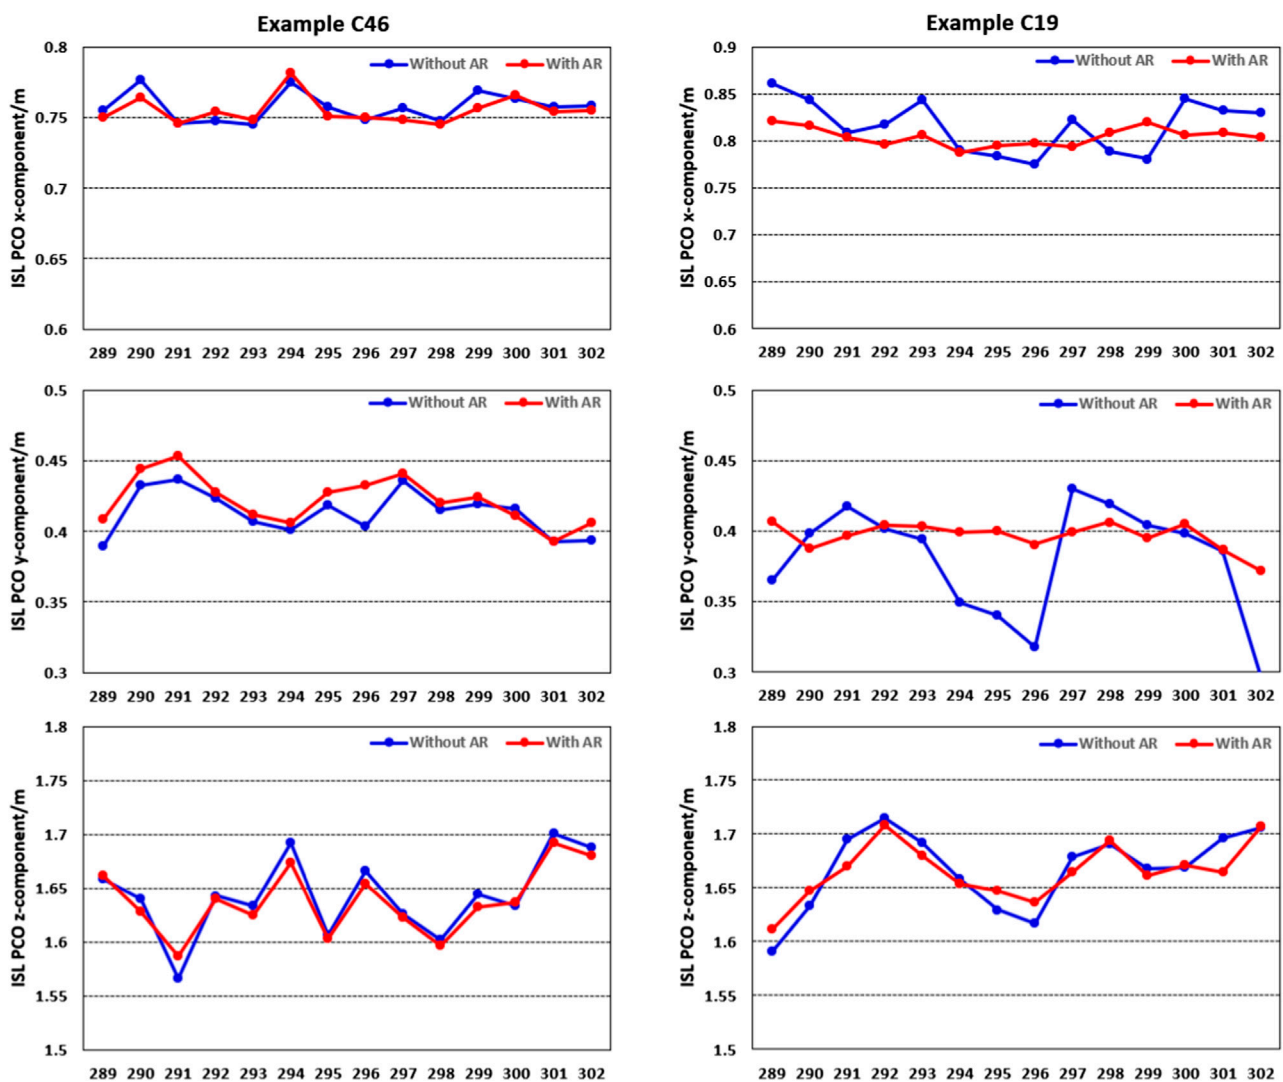 Example C46
Example C19
ISL PCO x-component/m
0.8
0.75
0.7
0.65
0.6
Without AR
With AR
289 290 291 292 293 294 295 296 297 298 299 300 301 302
ISL PCO x-component/m
0.9
0.85
0.8
0.75
0.7
0.65
0.6
Without AR
With AR
289 290 291 292 293 294 295 296 297 298 299 300 301 302
ISL PCO y-component/m
0.5
0.45
0.4
0.35
0.3
Without AR
With AR
289 290 291 292 293 294 295 296 297 298 299 300 301 302
ISL PCO y-component/m
0.5
0.45
0.4
0.35
0.3
Without AR
With AR
289 290 291 292 293 294 295 296 297 298 299 300 301 302
ISL PCO z-component/m
1.8
1.75
1.7
1.65
1.6
1.55
1.5
Without AR
With AR
289 290 291 292 293 294 295 296 297 298 299 300 301 302
ISL PCO z-component/m
1.8
1.75
1.7
1.65
1.6
1.55
1.5
Without AR
With AR
289 290 291 292 293 294 295 296 297 298 299 300 301 302